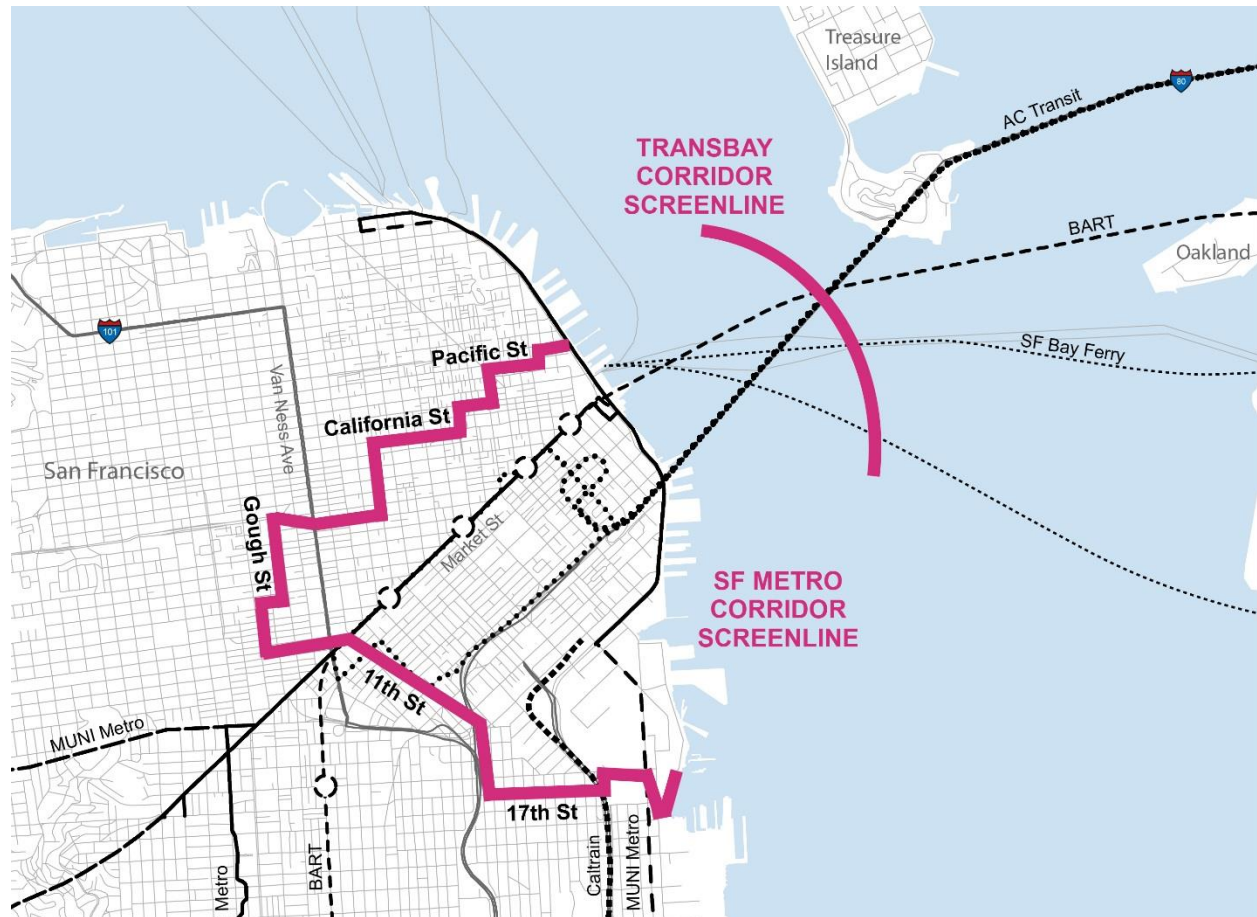 Treasure
Island
80
AC Transit
TRANSBAY
CORRIDOR
SCREENLINE
BART
Oakland
101
Pacific St
SF Bay Ferry
Van Ness Ave
California St
San Francisco
Gough St
Market St
SF METRO
CORRIDOR
SCREENLINE
11th St
MUNI Metro
17th St
Metro
BART
Caltrain
MUNI Metro